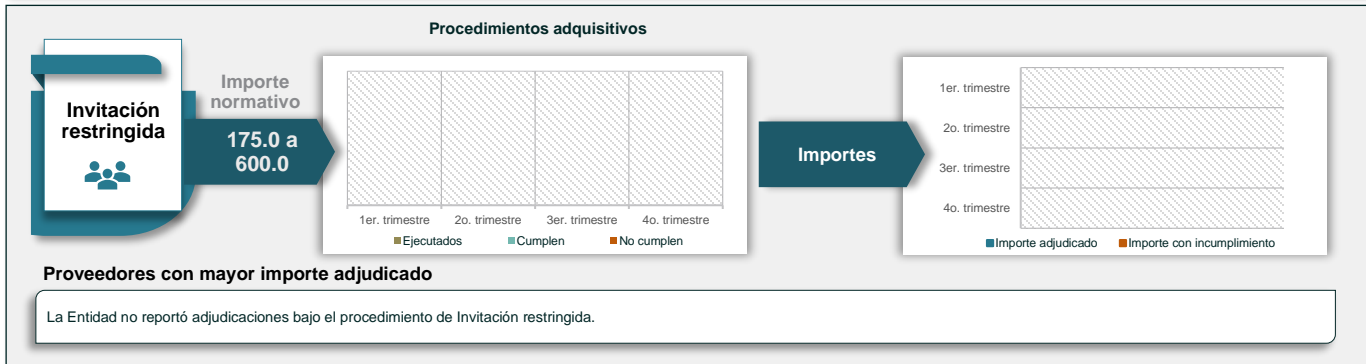 Procedimientos adquisitivos
Invitación
restringida
Importe
normativo
175.0 a
600.0
1er. trimestre
2o. trimestre
3er. trimestre
4o. trimestre
Ejecutados
Cumplen
No cumplen
Importes
1er. trimestre
2o. trimestre
3er. trimestre
4o. trimestre
Importe adjudicado
Importe con incumplimiento
Proveedores con mayor importe adjudicado
La Entidad no reportó adjudicaciones bajo el procedimiento de Invitación restringida.